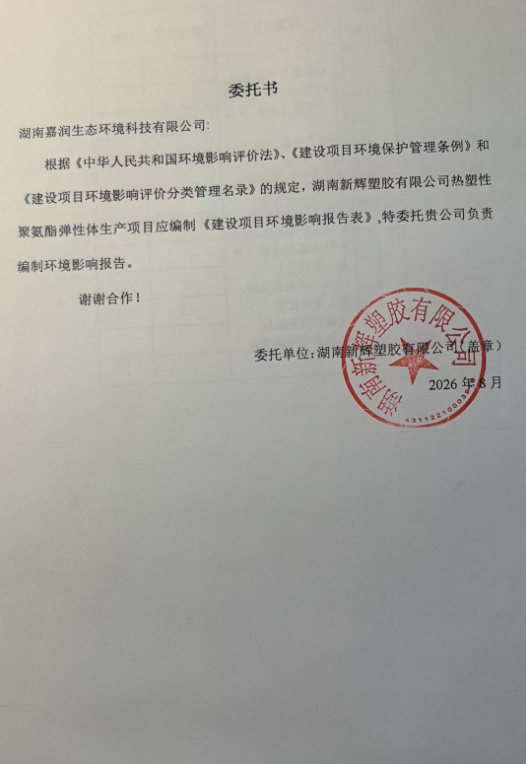 委托书
湖南嘉润生态环境科技有限公司:
根据《中华人民共和国环境影响评价法》、《建设项目环境保护管理条例》和
《建设项目环境影响评价分类管理名录》的规定，湖南新辉塑胶有限公司热塑性
聚氨酯弹性体生产项目应编制《建设项目环境影响报告表》,特委托贵公司负责
编制环境影响报告。
谢谢合作！
委托单位:湖南新辉塑胶有限公司（盖章）
2026 年 8 月
湖南新辉塑胶有限公司